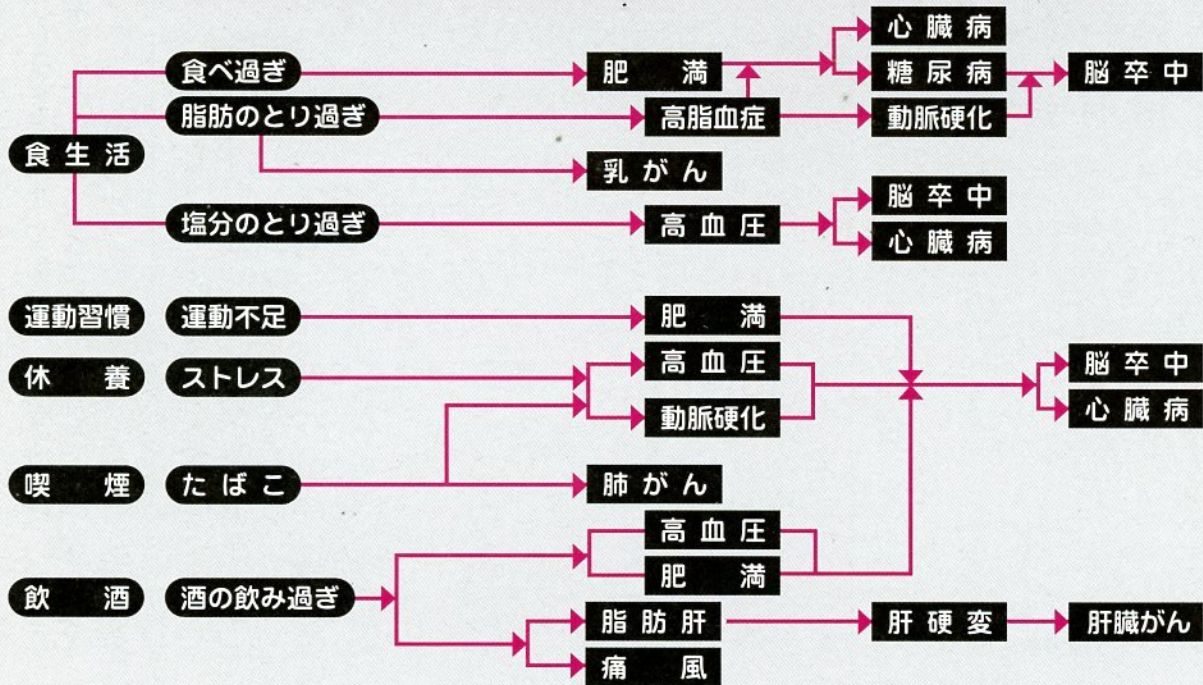 心臓病
食べ過ぎ 肥満 糖尿病 脳卒中
脂肪のとり過ぎ 高脂血症 動脈硬化
食生活
乳がん
脳卒中
塩分のとり過ぎ 高血圧
心臓病
運動習慣 運動不足 肥満
休養 ストレス 高血圧 脳卒中
動脈硬化 心臓病
喫煙 たばこ 肺がん
高血圧
肥満
飲酒 酒の飲み過ぎ
脂肪肝 肝硬変 肝臓がん
痛風